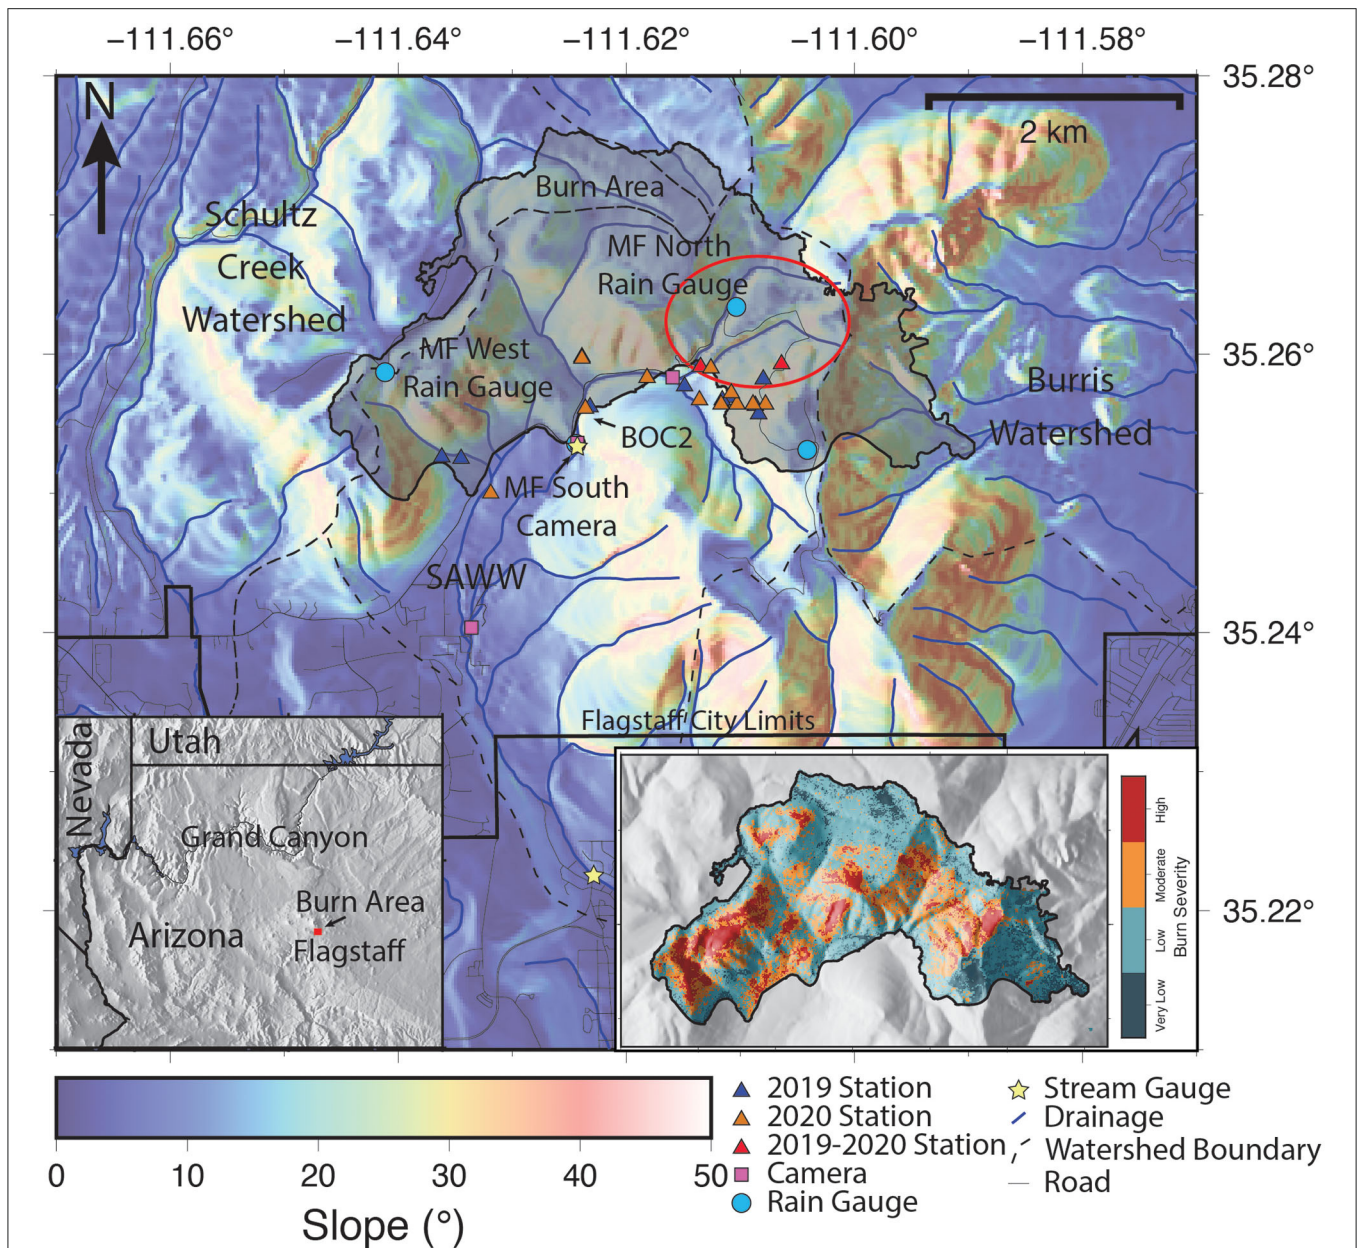 −111.66° −111.64° −111.62° −111.60° −111.58°
35.28°
N
2 km
Burn Area
Schultz
Creek
Watershed
MF North
Rain Gauge
35.26°
MF West
Rain Gauge
Burris
Watershed
BOC2
MF South
Camera
SAWW
35.24°
Flagstaff City Limits
Nevada
Utah
Grand Canyon
Burn Area
Arizona
Flagstaff
High
Moderate
Low
Very Low
Burn Severity
35.22°
0 10 20 30 40 50
Slope (°)
2019 Station
2020 Station
2019-2020 Station
Camera
Rain Gauge
Stream Gauge
Drainage
Watershed Boundary
Road